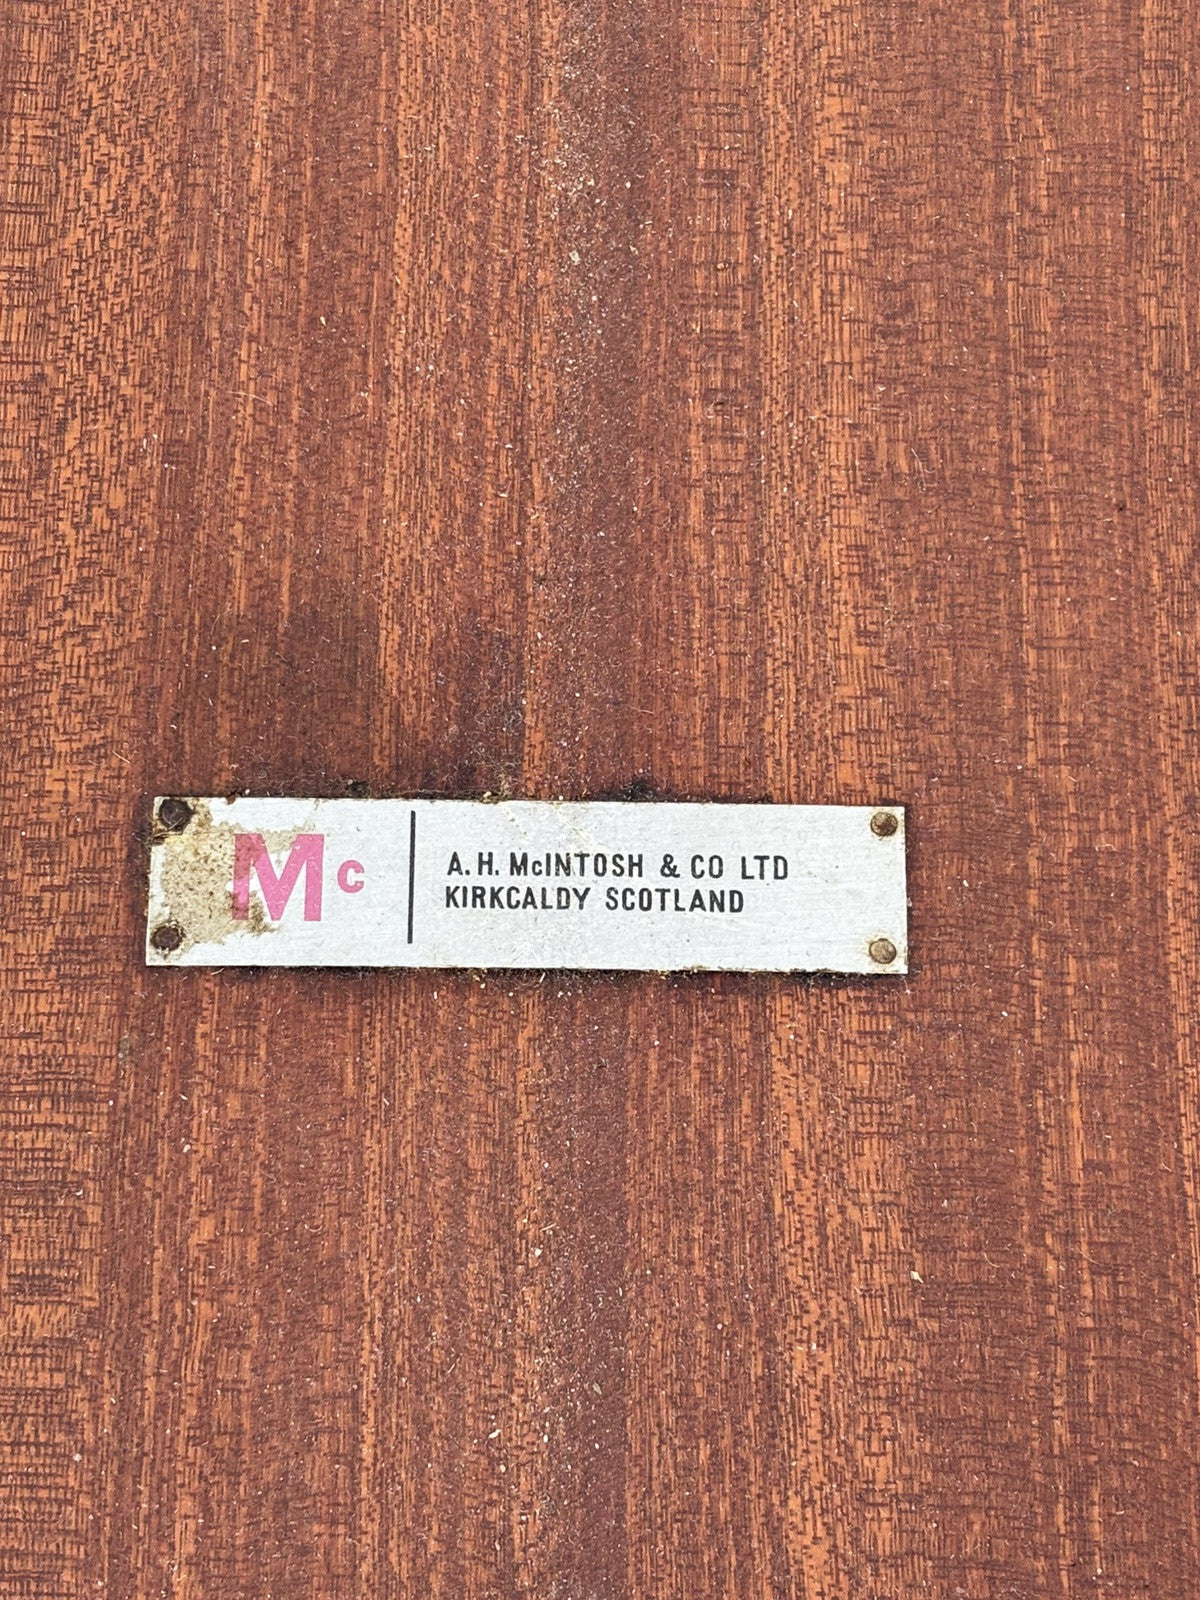 Mc
A. H. McINTOSH & CO LTD
KIRKCALDY SCOTLAND